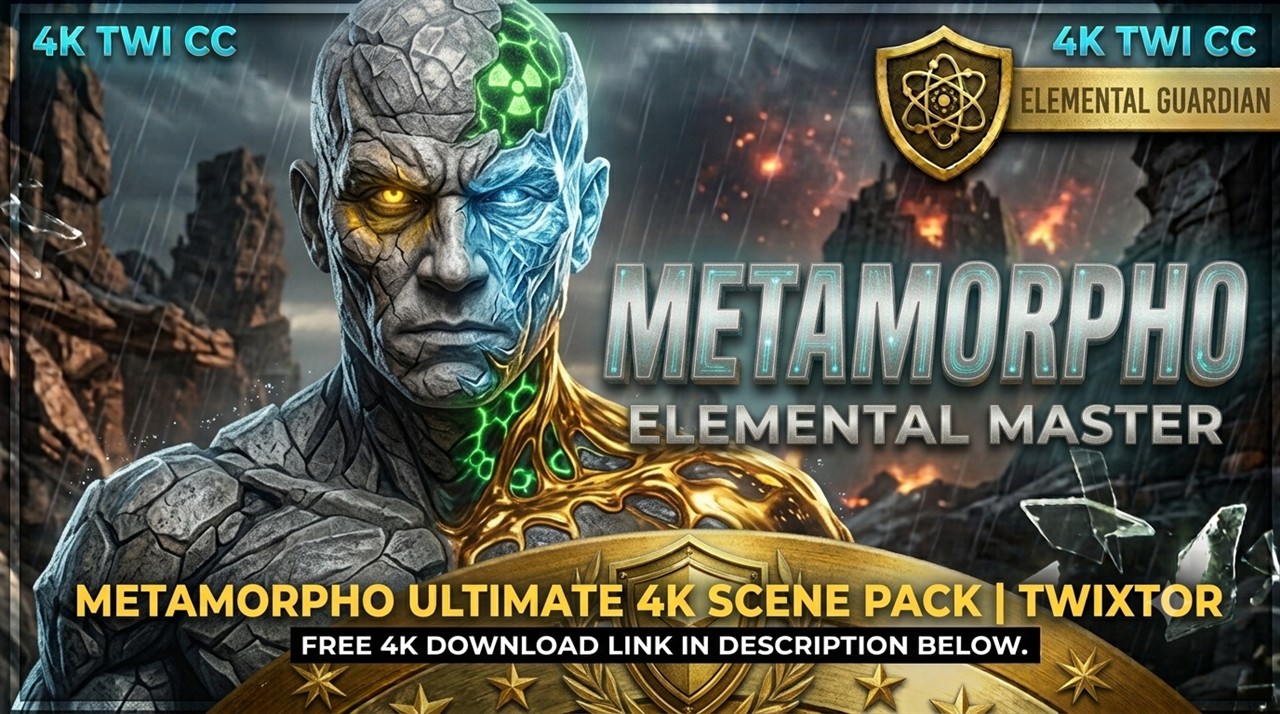 4K TWI CC
4K TWI CC
ELEMENTAL GUARDIAN
METAMORPHO
ELEMENTAL MASTER
METAMORPHO ULTIMATE 4K SCENE PACK | TWIXTOR
FREE 4K DOWNLOAD LINK IN DESCRIPTION BELOW.